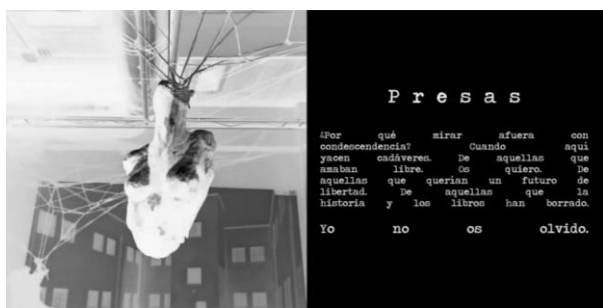 Presas
¿Por qué mirar afuera con
condescendencia? Cuando aquí
yacen cadáveres. De aquellas que
amaban libre. Os quiero. De
aquellas que querían un futuro de
libertad. De aquellas que la
historia y los libros han borrado.
Yo no os olvido.